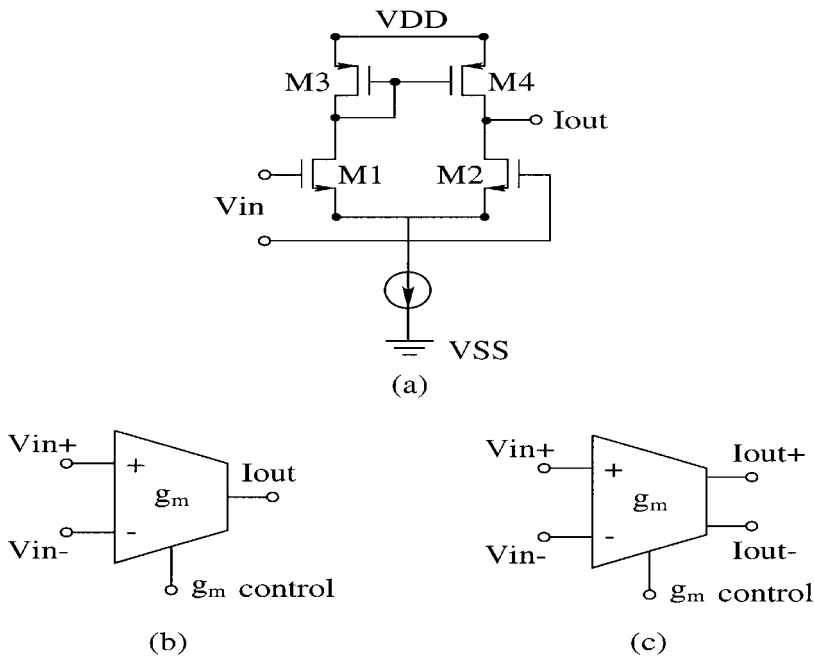 VDD
M3 M4
Iout
M1 M2
Vin
VSS
(a)
Vin+ Iout
+
gm
-
Vin-
gm control
(b)
Vin+ Iout+
+
gm
-
Vin- Iout-
gm control
(c)